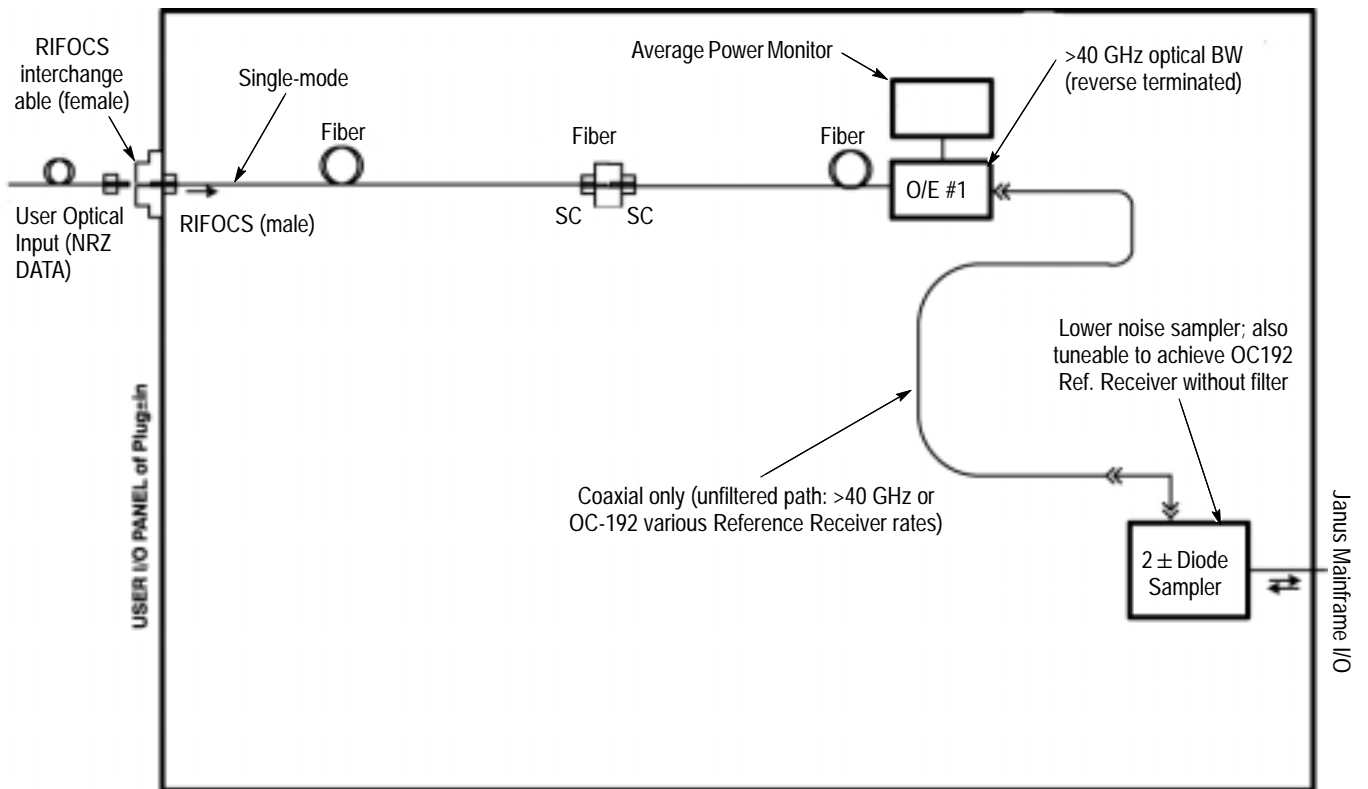 RIFOCS
interchange
able (female)
Single-mode
Fiber
Fiber
Fiber
Average Power Monitor
>40 GHz optical BW
(reverse terminated)
O/E #1
User Optical
Input (NRZ
DATA)
RIFOCS (male)
SC
SC
Lower noise sampler; also
tuneable to achieve OC192
Ref. Receiver without filter
USER I/O PANEL of Plug±in
Coaxial only (unfiltered path: >40 GHz or
OC-192 various Reference Receiver rates)
2 ± Diode
Sampler
Janus Mainframe I/O